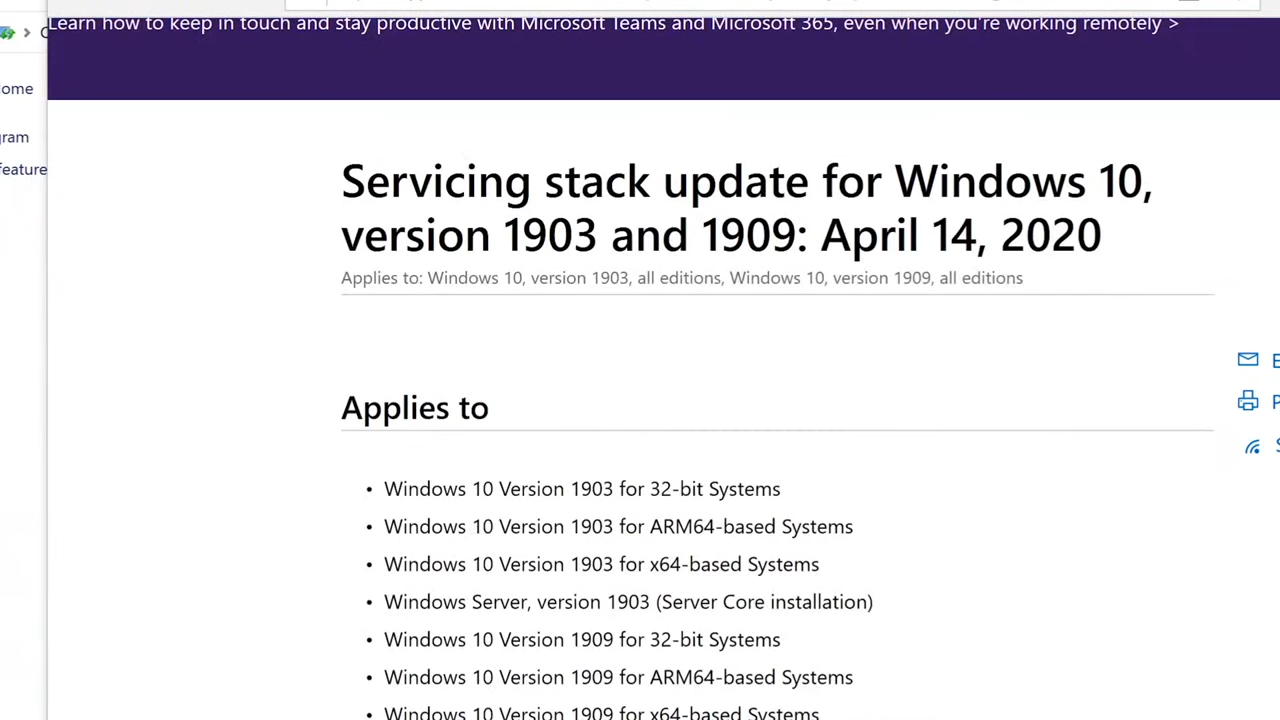 Learn how to keep in touch and stay productive with Microsoft Teams and Microsoft 365, even when you're working remotely >
ome
gram
feature
Servicing stack update for Windows 10,
version 1903 and 1909: April 14, 2020
Applies to: Windows 10, version 1903, all editions, Windows 10, version 1909, all editions
Applies to
• Windows 10 Version 1903 for 32-bit Systems
• Windows 10 Version 1903 for ARM64-based Systems
• Windows 10 Version 1903 for x64-based Systems
• Windows Server, version 1903 (Server Core installation)
• Windows 10 Version 1909 for 32-bit Systems
• Windows 10 Version 1909 for ARM64-based Systems
• Windows 10 Version 1909 for x64-based Systems
E
P
S